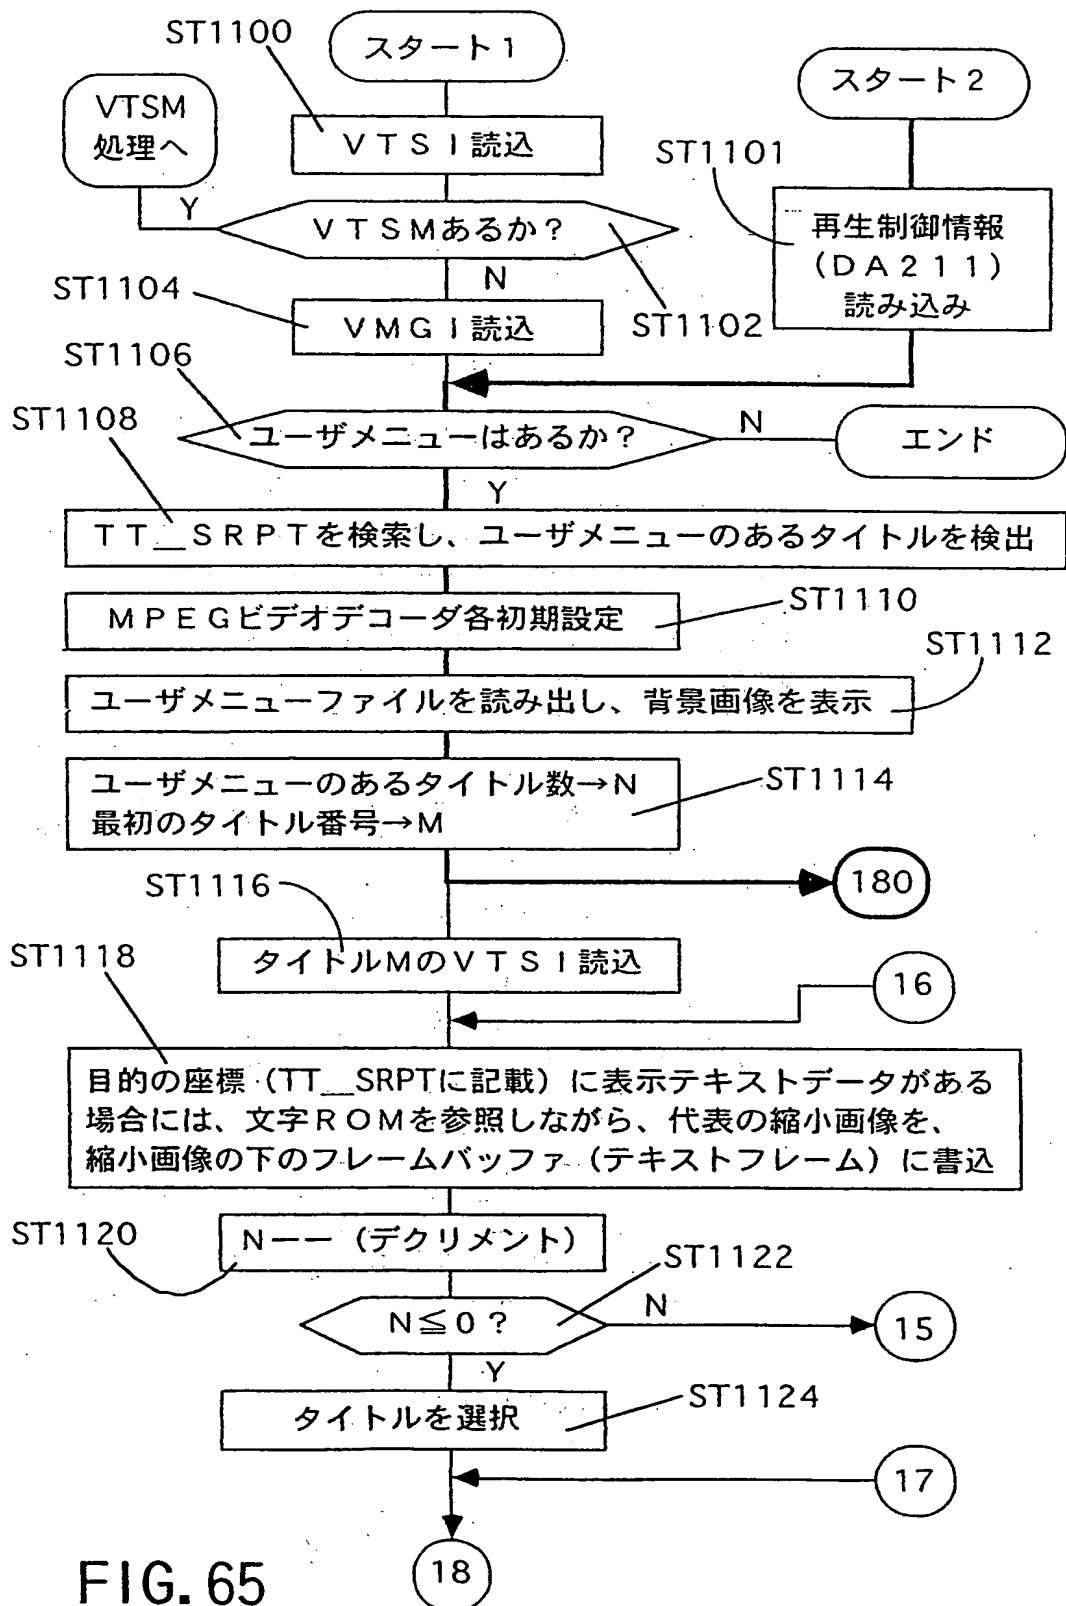 ST1100
スタート1
スタート2
VTSM
処理へ
VTSI読込
ST1101
Y
VTSMあるか?
再生制御情報
(DA211)
読み込み
N
ST1104
VMGI読込
ST1102
ST1106
ST1108
ユーザメニューはあるか?
N
エンド
Y
TT__SRPTを検索し、ユーザメニューのあるタイトルを検出
MPEGビデオデコーダ各初期設定
ST1110
ST1112
ユーザメニューファイルを読み出し、背景画像を表示
ユーザメニューのあるタイトル数→N
最初のタイトル番号→M
ST1114
ST1116
180
ST1118
タイトルMのVTSI読込
16
目的の座標(TT__SRPTに記載)に表示テキストデータがある
場合には、文字ROMを参照しながら、代表の縮小画像を、
縮小画像の下のフレームバッファ(テキストフレーム)に書込
ST1120
N−−(デクリメント)
ST1122
N≦0?
N
15
Y
タイトルを選択
ST1124
17
18
FIG. 65